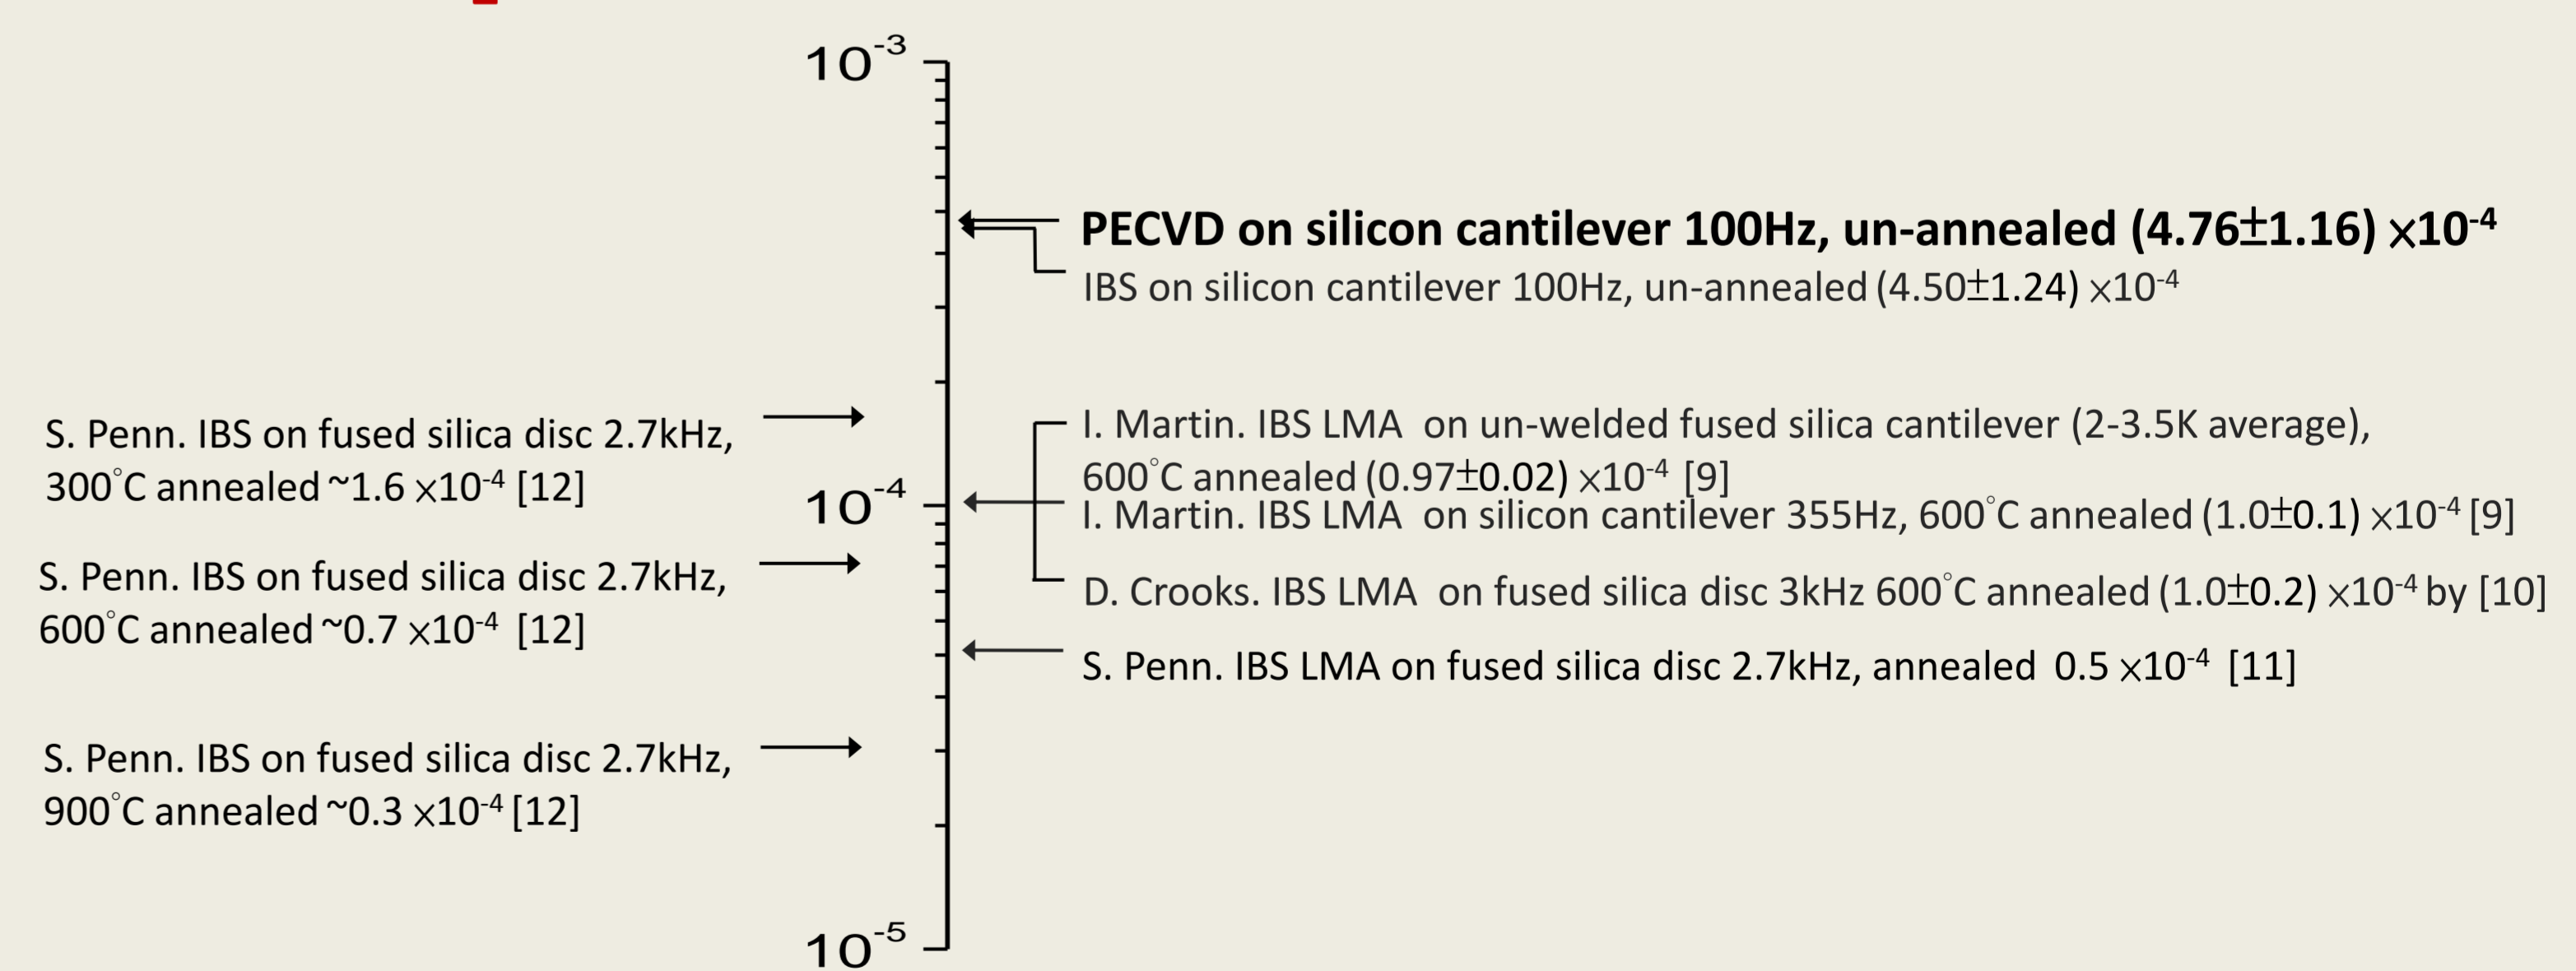 10⁻³
PECVD on silicon cantilever 100Hz, un-annealed (4.76±1.16) ×10⁻⁴
IBS on silicon cantilever 100Hz, un-annealed (4.50±1.24) ×10⁻⁴
S. Penn. IBS on fused silica disc 2.7kHz,
300°C annealed ~1.6 ×10⁻⁴ [12]
I. Martin. IBS LMA on un-welded fused silica cantilever (2-3.5K average),
600°C annealed (0.97±0.02) ×10⁻⁴ [9]
10⁻⁴
I. Martin. IBS LMA on silicon cantilever 355Hz, 600°C annealed (1.0±0.1) ×10⁻⁴ [9]
S. Penn. IBS on fused silica disc 2.7kHz,
600°C annealed ~0.7 ×10⁻⁴ [12]
D. Crooks. IBS LMA on fused silica disc 3kHz 600°C annealed (1.0±0.2) ×10⁻⁴ by [10]
S. Penn. IBS LMA on fused silica disc 2.7kHz, annealed 0.5 ×10⁻⁴ [11]
S. Penn. IBS on fused silica disc 2.7kHz,
900°C annealed ~0.3 ×10⁻⁴ [12]
10⁻⁵